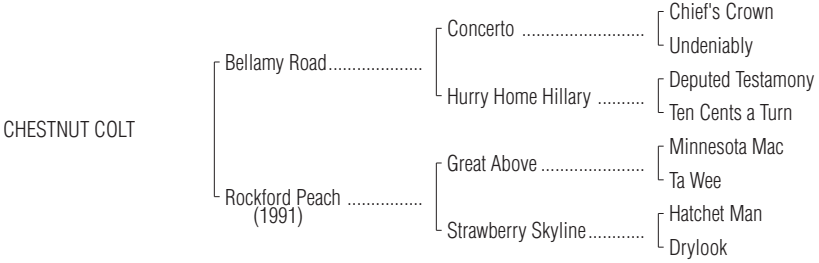 Chief's Crown
Concerto ........................
Undeniably
Bellamy Road...................
Deputed Testamony
Hurry Home Hillary ..........
Ten Cents a Turn
CHESTNUT COLT
Minnesota Mac
Great Above .....................
Ta Wee
Rockford Peach ................
(1991)
Hatchet Man
Strawberry Skyline............
Drylook